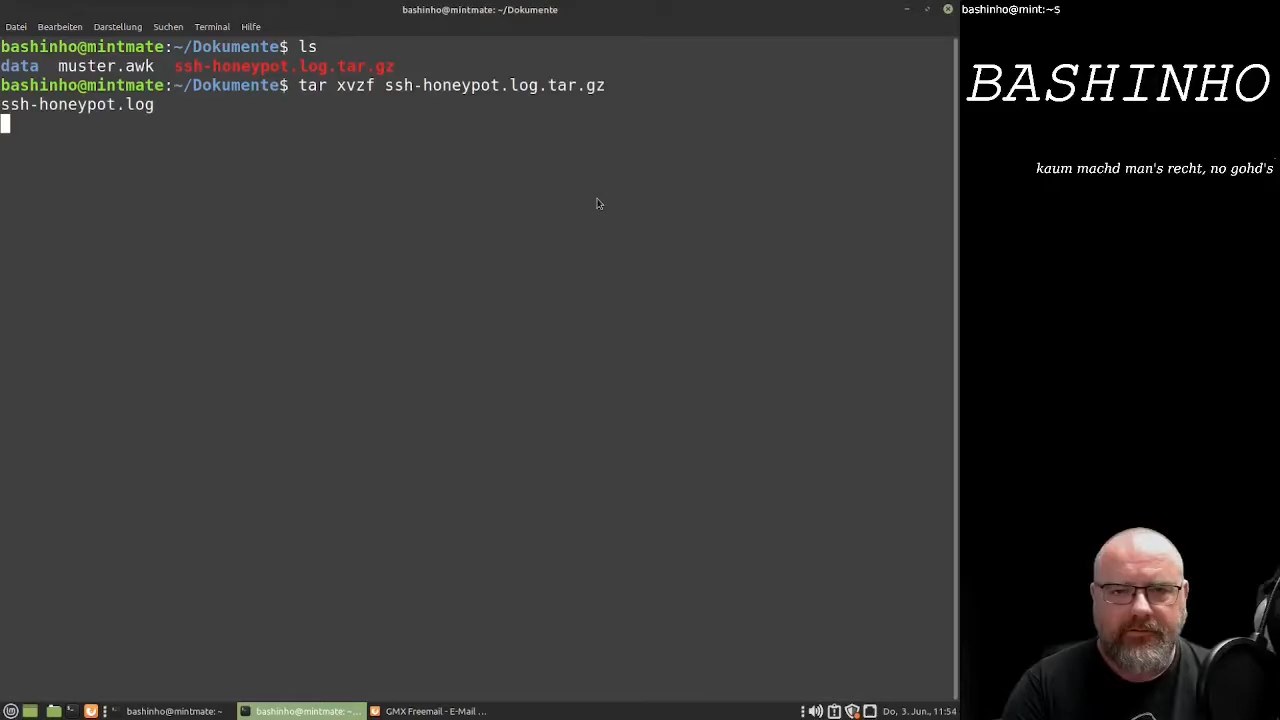 bashinho@mintmate: ~/Dokumente
bashinho@mint:~$
Datei Bearbeiten Darstellung Suchen Terminal Hilfe
bashinho@mintmate:~/Dokumente$ ls
data muster.awk ssh-honeypot.log.tar.gz
bashinho@mintmate:~/Dokumente$ tar xvzf ssh-honeypot.log.tar.gz
ssh-honeypot.log
BASHINHO
kaum machd man's recht, no gohd's
bashinho@mintmate: ~ bashinho@mintmate: ~... GMX Freemail - E-Mail ... Do, 3. Jun., 11:54